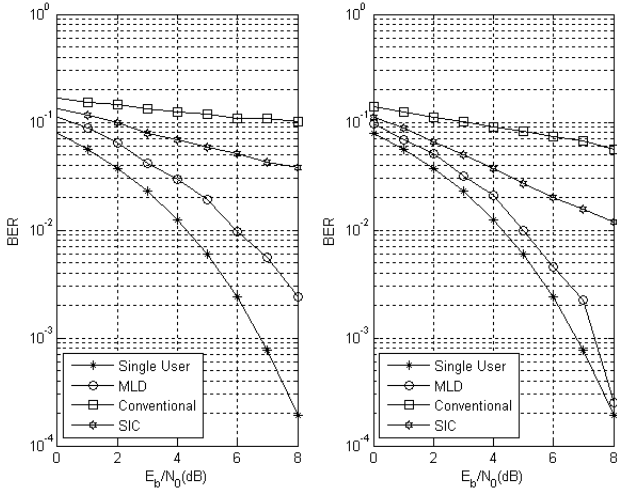 10^0
10^-1
10^-2
10^-3
10^-4
BER
0
2
4
6
8
E_b/N_0(dB)
Single User
MLD
Conventional
SIC
10^0
10^-1
10^-2
10^-3
10^-4
BER
0
2
4
6
8
E_b/N_0(dB)
Single User
MLD
Conventional
SIC